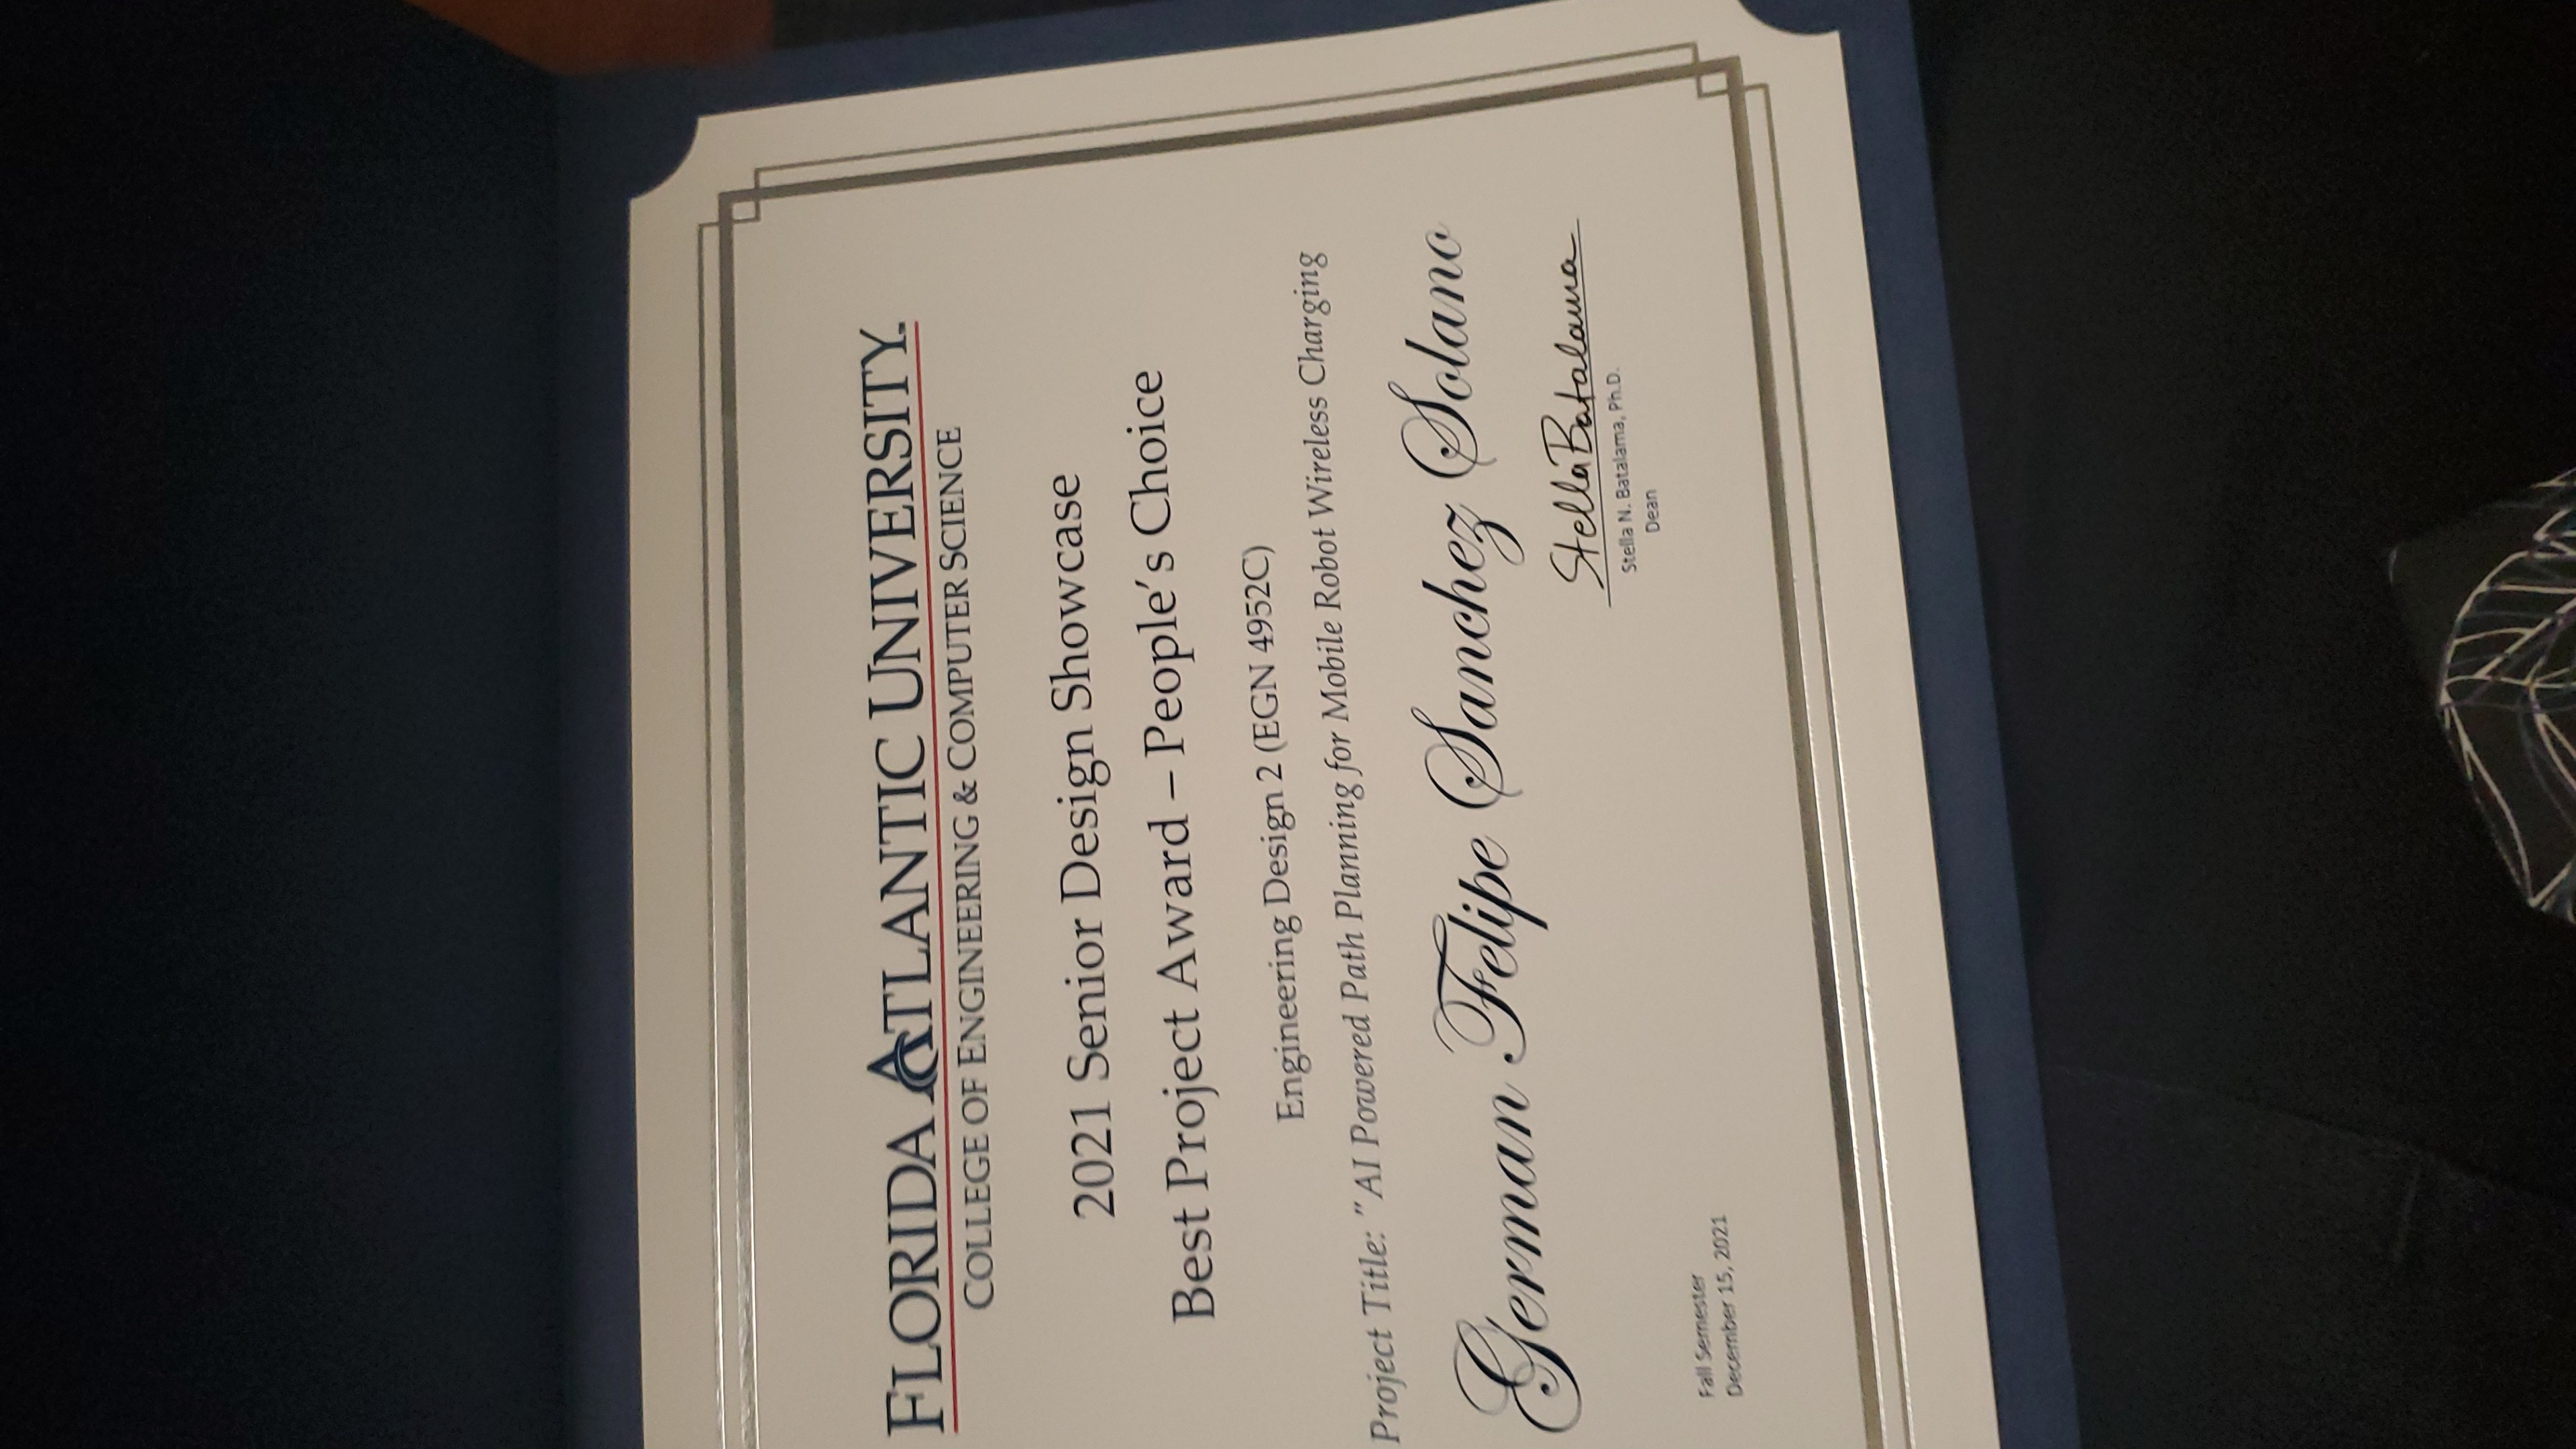 FLORIDA ATLANTIC UNIVERSITY.
COLLEGE OF ENGINEERING & COMPUTER SCIENCE
2021 Senior Design Showcase
Best Project Award – People's Choice
Engineering Design 2 (EGN 4952C)
Project Title: "AI Powered Path Planning for Mobile Robot Wireless Charging
German Felipe Sanchez Solano
Stella Batalama
Stella N. Batalama, Ph.D.
Dean
Fall Semester
December 15, 2021